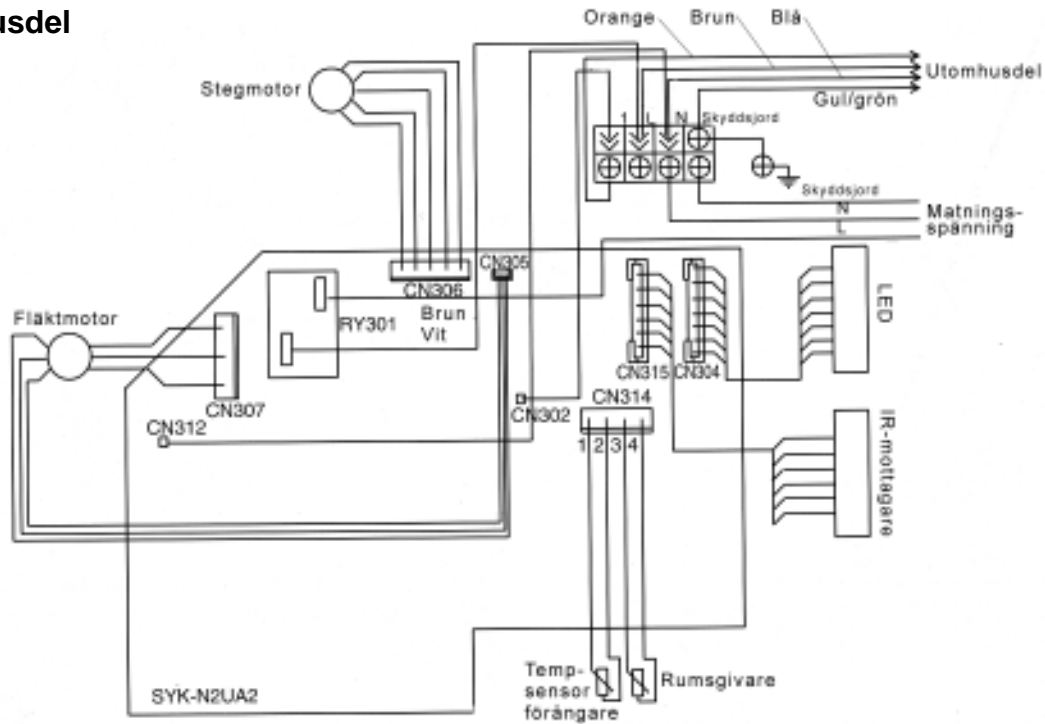 usdel
Orange Brun Blå
Utomhusdel
Gul/grön
Stegmotor
1 L N Skyddsjord
Skyddsjord
N
L
Matnings-
spänning
CN305
CN306
LED
Fläktmotor
RY301
Brun
Vit
CN315 CN304
CN307
CN302
CN314
CN312
1 2 3 4
IR-mottagare
Temp-
sensor
förångare
Rumsgivare
SYK-N2UA2